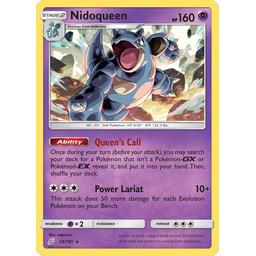 STAGE 2
Nidoqueen
HP160
Evolves from Nidorina
NO. 031 Drill Pokémon HT: 4'03" WT: 132.3 lbs.
Ability Queen's Call
Once during your turn (before your attack), you may search
your deck for a Pokémon that isn't a Pokémon-GX or
Pokémon-EX, reveal it, and put it into your hand. Then,
shuffle your deck.
Power Lariat 10+
This attack does 50 more damage for each Evolution
Pokémon on your Bench.
weakness ×2 resistance retreat
56/181